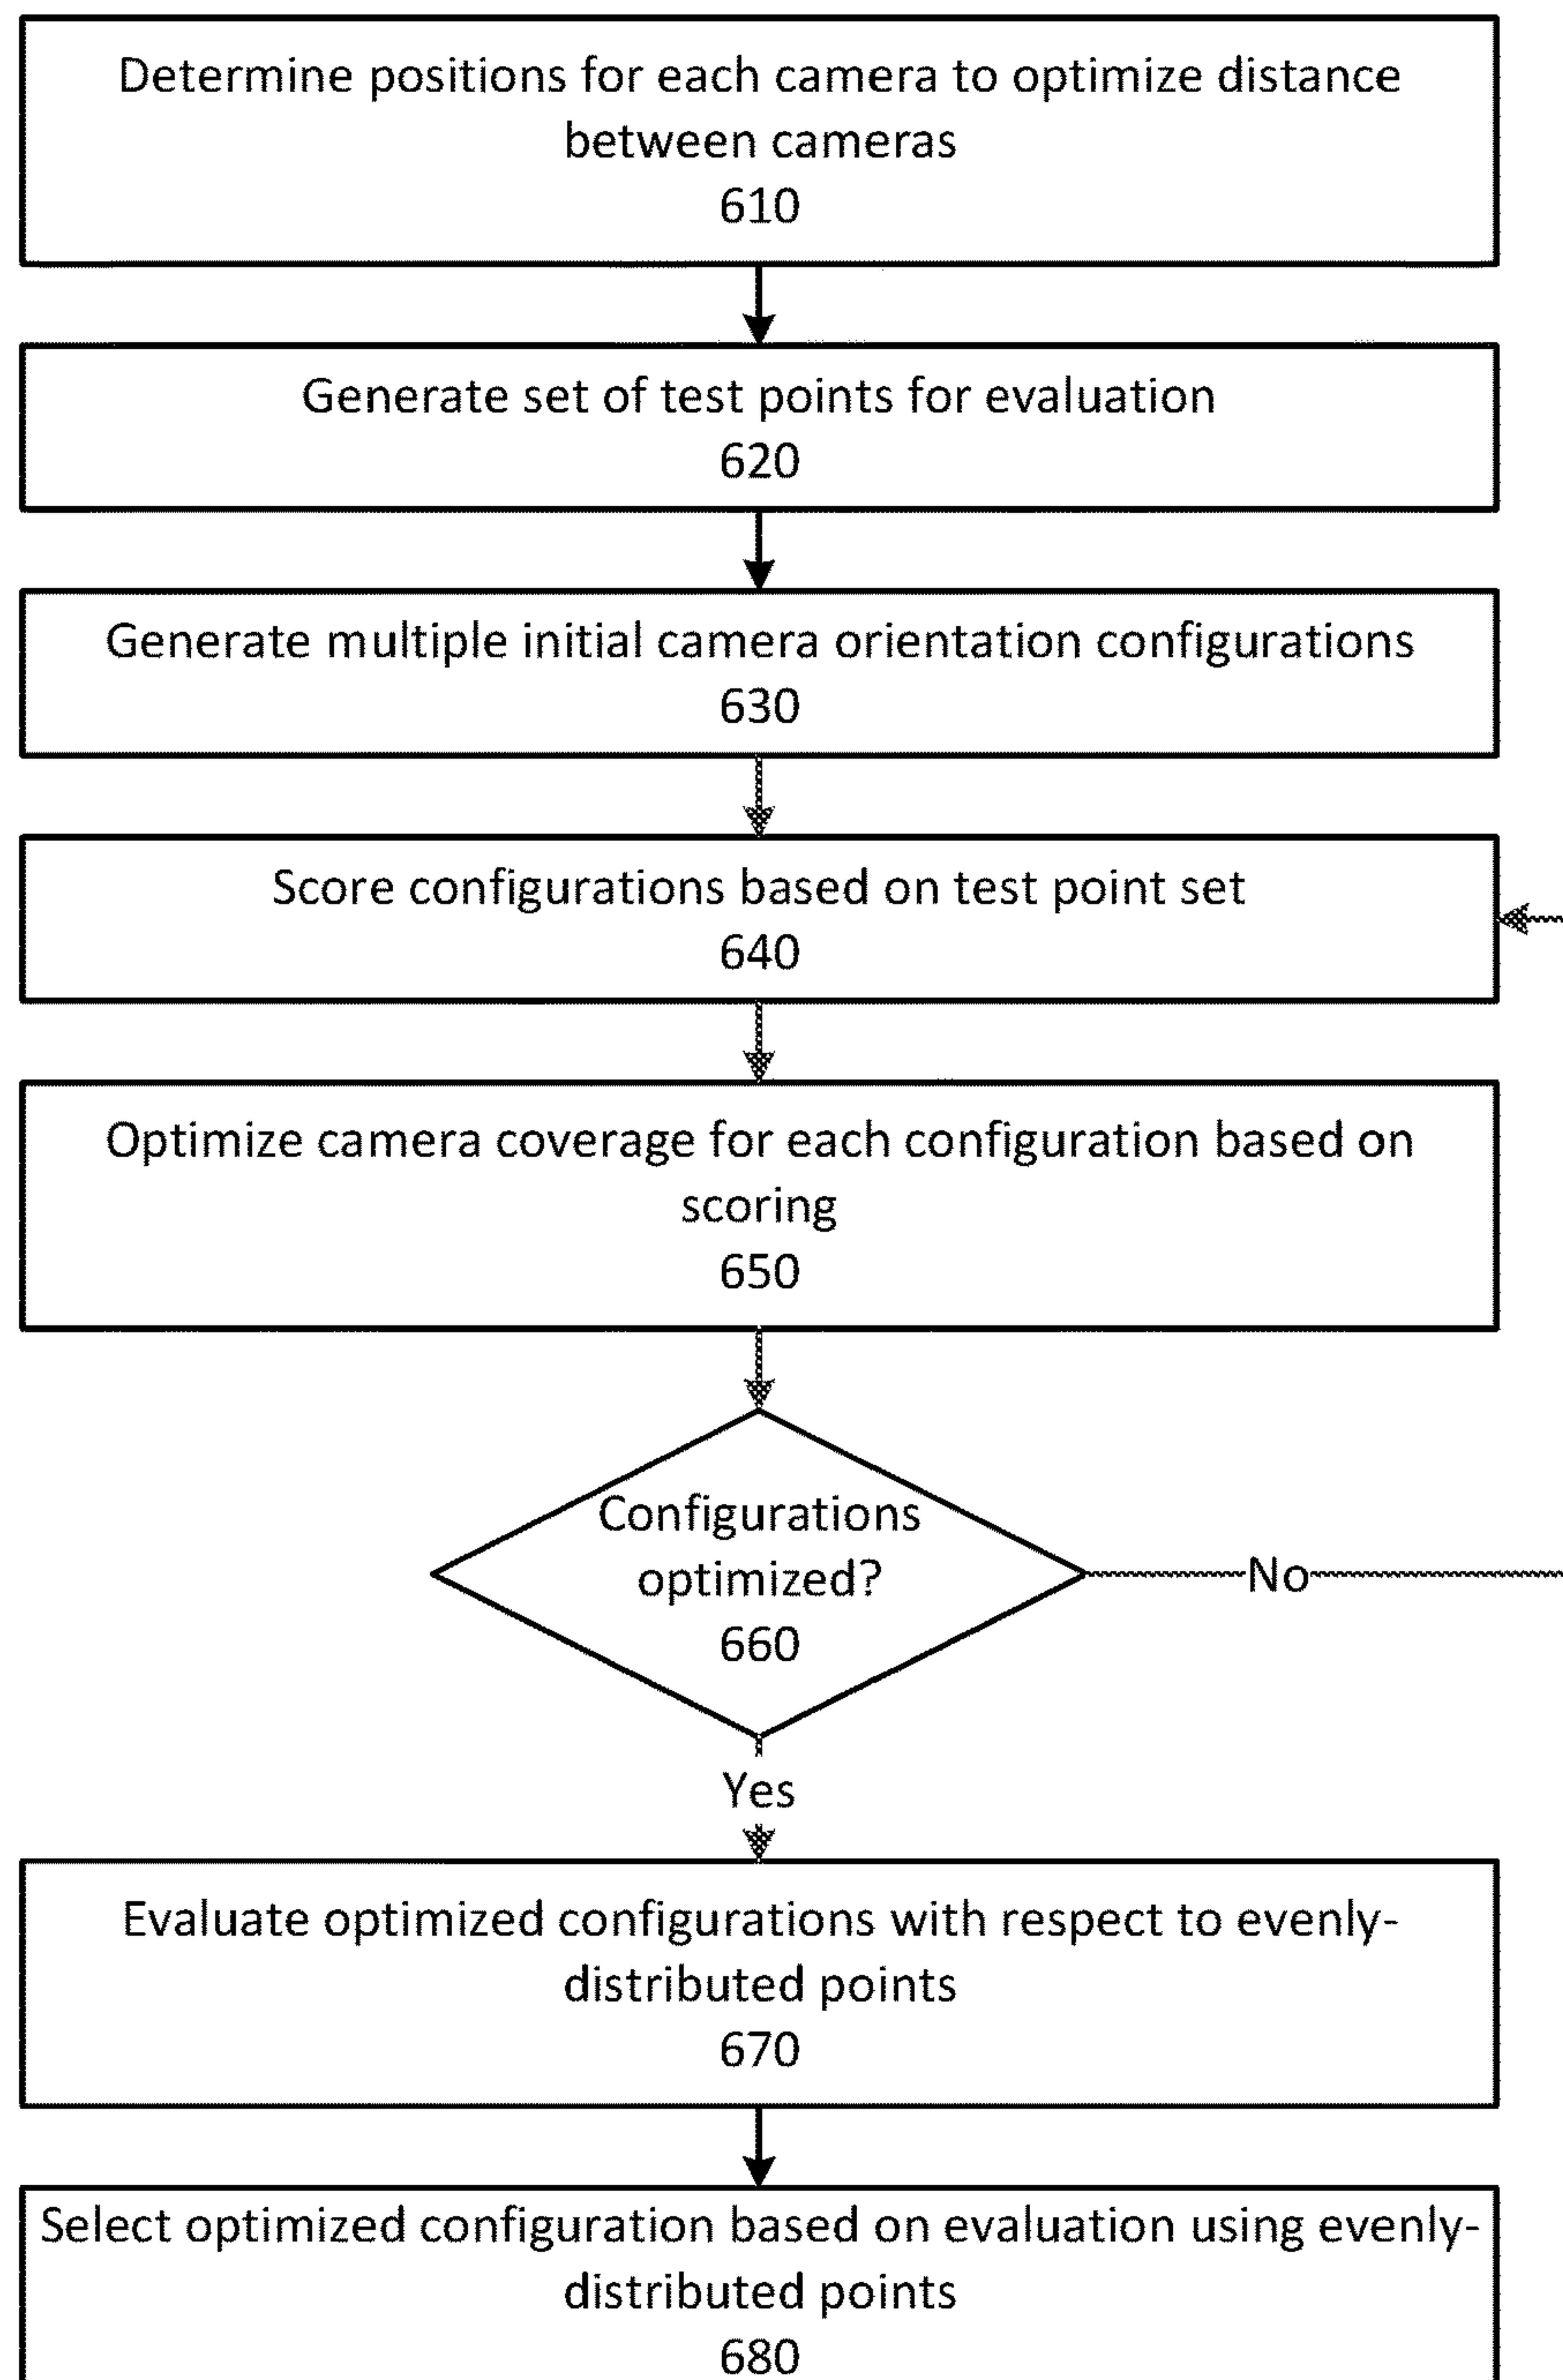 Determine positions for each camera to optimize distance
between cameras
610
Generate set of test points for evaluation
620
Generate multiple initial camera orientation configurations
630
Score configurations based on test point set
640
Optimize camera coverage for each configuration based on
scoring
650
Configurations
optimized?
660
No
Yes
Evaluate optimized configurations with respect to evenly-
distributed points
670
Select optimized configuration based on evaluation using evenly-
distributed points
680